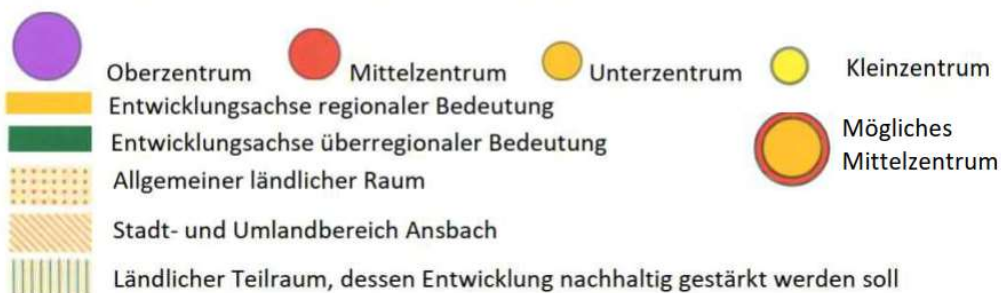 Oberzentrum Mittelzentrum Unterzentrum Kleinzentrum
Entwicklungsachse regionaler Bedeutung
Entwicklungsachse überregionaler Bedeutung
Mögliches
Mittelzentrum
Allgemeiner ländlicher Raum
Stadt- und Umlandbereich Ansbach
Ländlicher Teilraum, dessen Entwicklung nachhaltig gestärkt werden soll